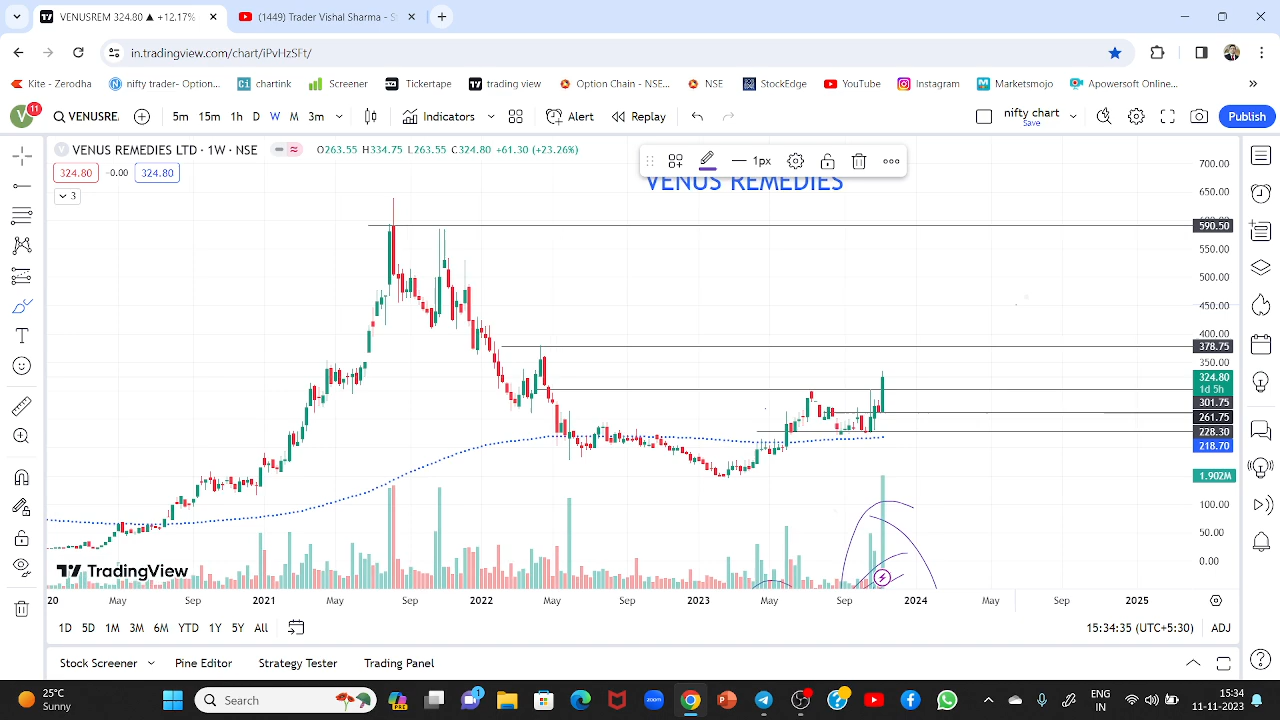 VENUSREM 324.80 ▲ +12.17%
(1449) Trader Vishal Sharma - S
in.tradingview.com/chart/iPvHzSFt/
Kite - Zerodha nifty trader- Option... chartink Screener Tickertape trading view Option Chain - NSE... NSE StockEdge YouTube Instagram Marketsmojo Apowersoft Online... »
V 11 VENUSRE. 5m 15m 1h D W M 3m Indicators Alert Replay nifty chart Publish
Save
V VENUS REMEDIES LTD · 1W · NSE O263.55 H334.75 L263.55 C324.80 +61.30 (+23.26%)
1px
324.80 -0.00 324.80
3
VENUS REMEDIES
700.00
650.00
590.50
550.00
500.00
450.00
400.00
378.75
350.00
324.80
1d 5h
301.75
261.75
228.30
218.70
1.902M
100.00
50.00
0.00
TradingView
20 May Sep 2021 May Sep 2022 May Sep 2023 May Sep 2024 May Sep 2025
1D 5D 1M 3M 6M YTD 1Y 5Y All 15:34:35 (UTC+5:30) ADJ
Stock Screener Pine Editor Strategy Tester Trading Panel
25°C
Sunny
Search
PRE
1
zoom
ENG
IN
15:34
11-11-2023